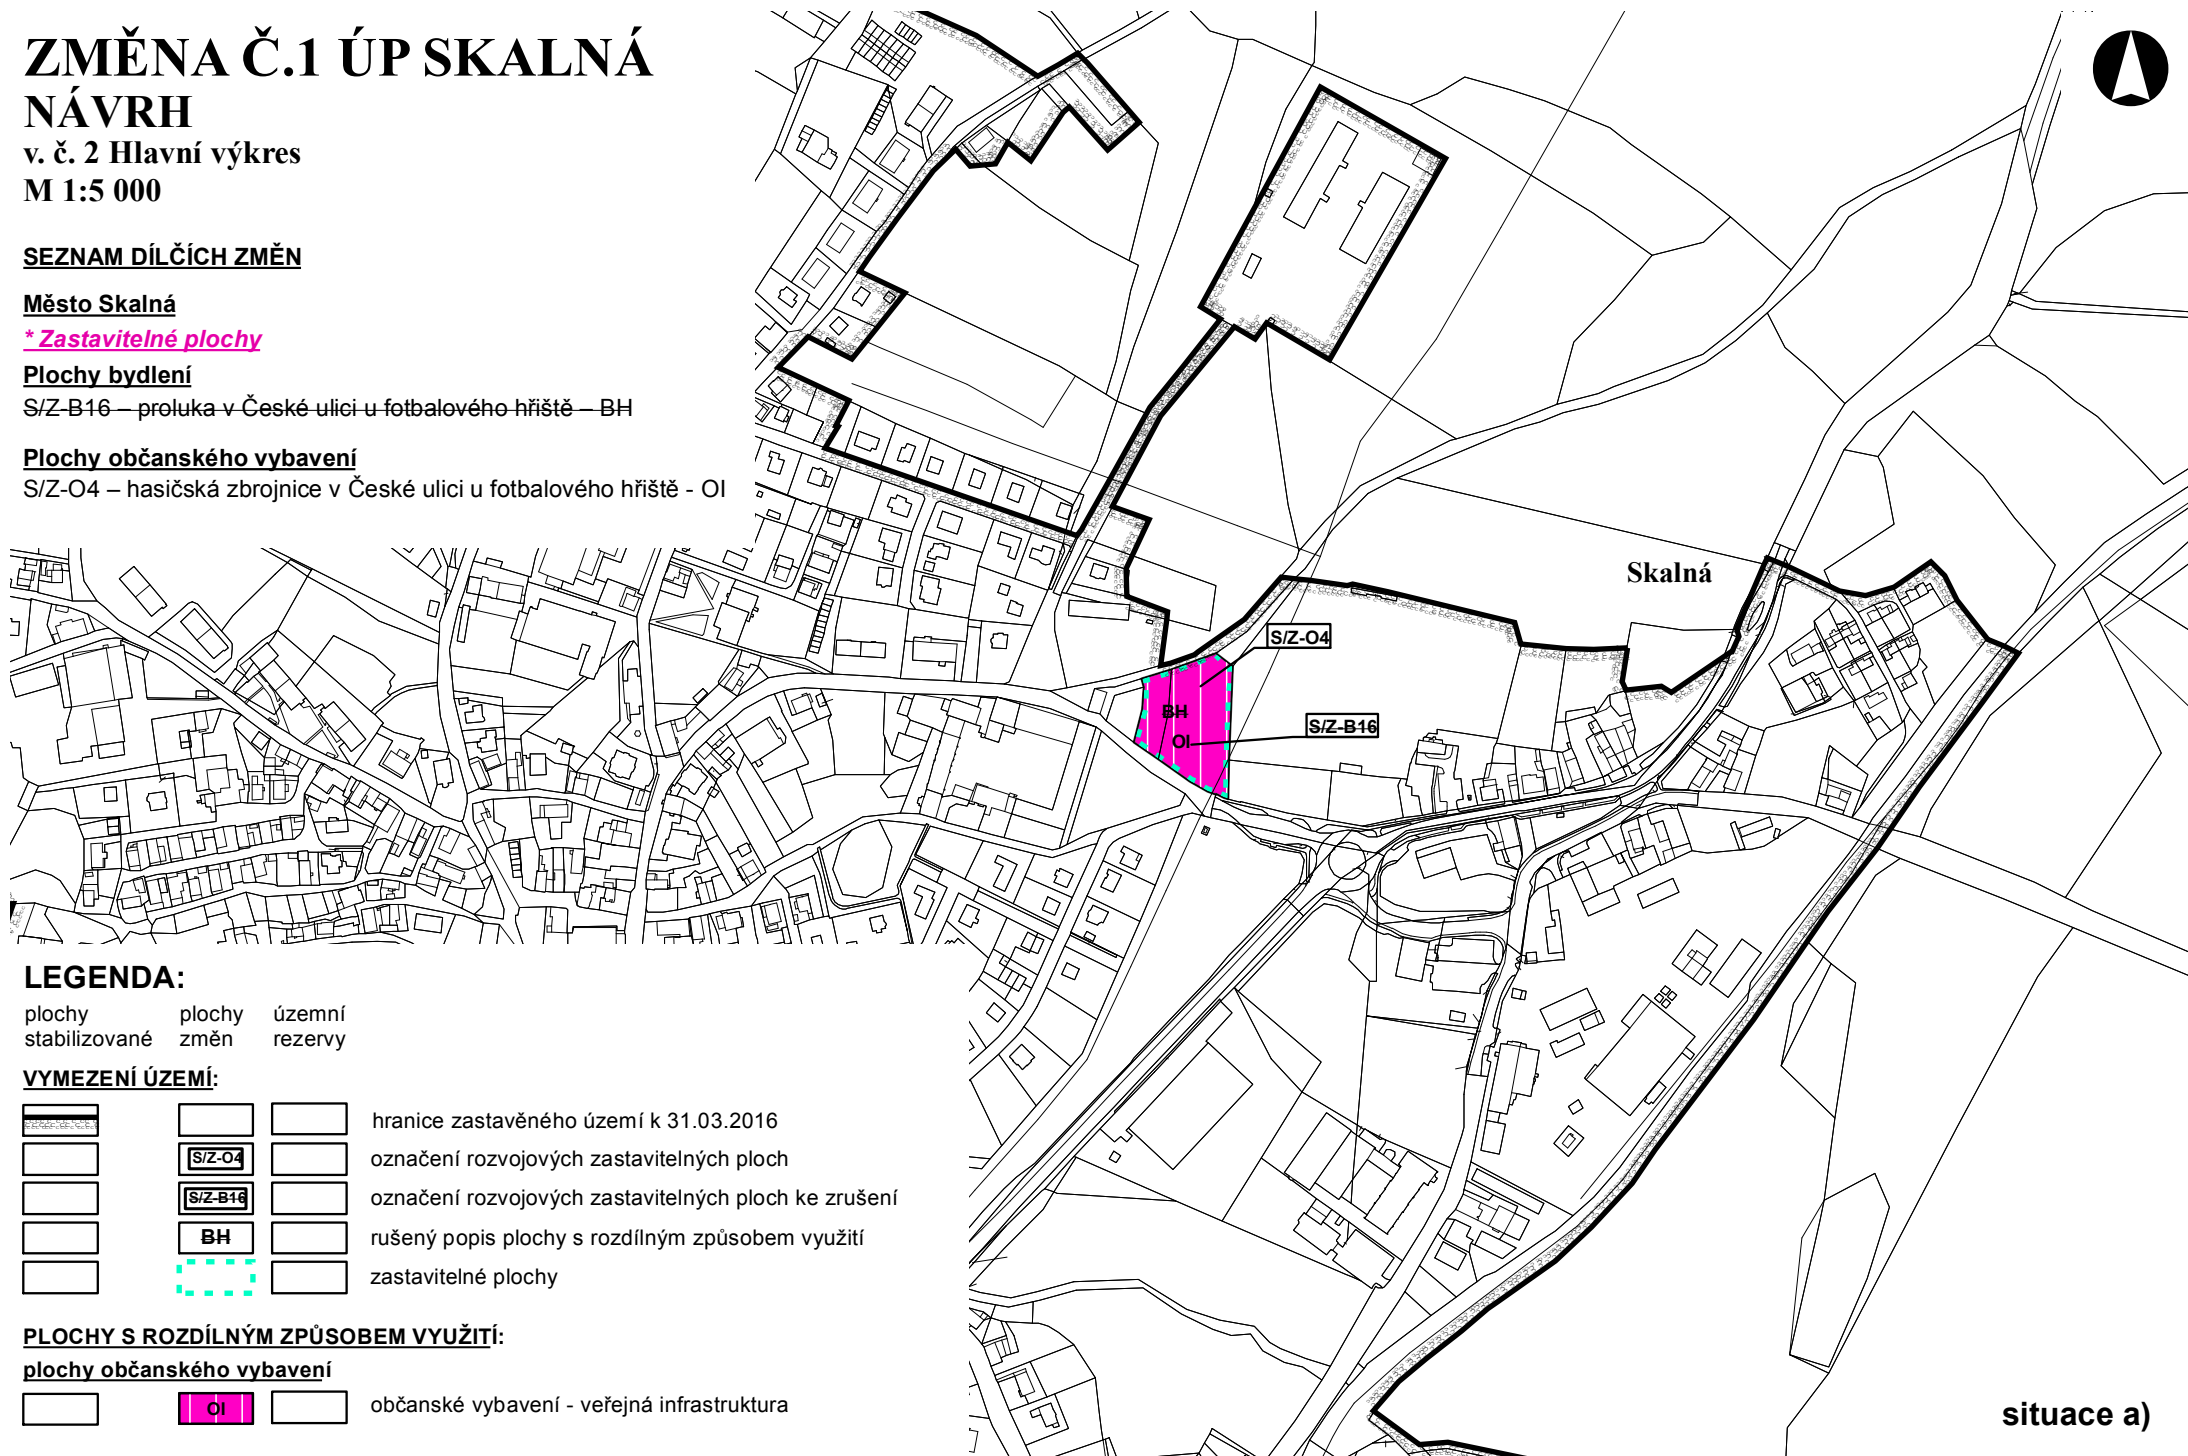 ZMĚNA Č.1 ÚP SKALNÁ
NÁVRH
v. č. 2 Hlavní výkres
M 1:5 000
SEZNAM DÍLČÍCH ZMĚN
Město Skalná
* Zastavitelné plochy
Plochy bydlení
S/Z-B16 – proluka v České ulici u fotbalového hřiště – BH
Plochy občanského vybavení
S/Z-O4 – hasičská zbrojnice v České ulici u fotbalového hřiště - OI
Skalná
S/Z-O4
BH
S/Z-B16
OI
LEGENDA:
plochy stabilizované
plochy změn
územní rezervy
VYMEZENÍ ÚZEMÍ:
hranice zastavěného území k 31.03.2016
S/Z-O4 označení rozvojových zastavitelných ploch
S/Z-B16 označení rozvojových zastavitelných ploch ke zrušení
BH rušený popis plochy s rozdílným způsobem využití
zastavitelné plochy
PLOCHY S ROZDÍLNÝM ZPŮSOBEM VYUŽITÍ:
plochy občanského vybavení
OI občanské vybavení - veřejná infrastruktura
situace a)